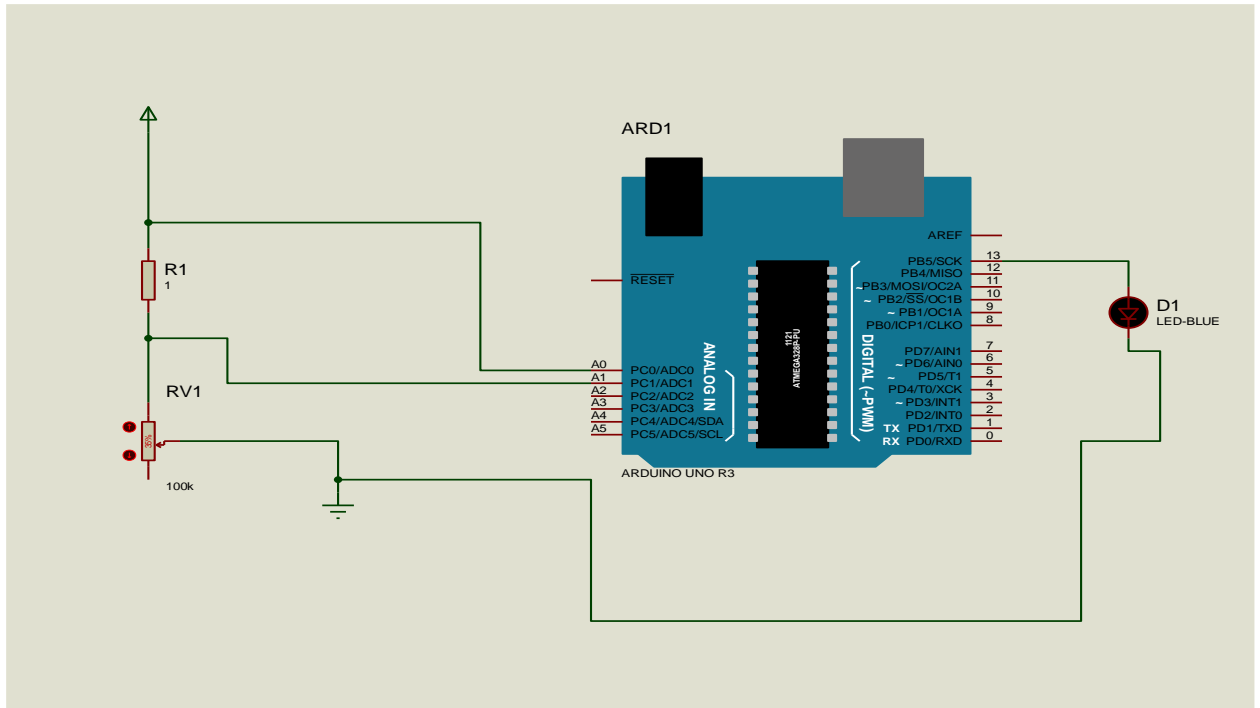 ARD1
R1
1
RV1
35%
100k
RESET
A0 PC0/ADC0
A1 PC1/ADC1
A2 PC2/ADC2
A3 PC3/ADC3
A4 PC4/ADC4/SDA
A5 PC5/ADC5/SCL
ANALOG IN
1121
ATMEGA328P-PU
DIGITAL (~PWM)
AREF
PB5/SCK 13
PB4/MISO 12
~PB3/MOSI/OC2A 11
~ PB2/SS/OC1B 10
~ PB1/OC1A 9
PB0/ICP1/CLKO 8
PD7/AIN1 7
~PD6/AIN0 6
~ PD5/T1 5
PD4/T0/XCK 4
~PD3/INT1 3
PD2/INT0 2
TX PD1/TXD 1
RX PD0/RXD 0
ARDUINO UNO R3
D1
LED-BLUE